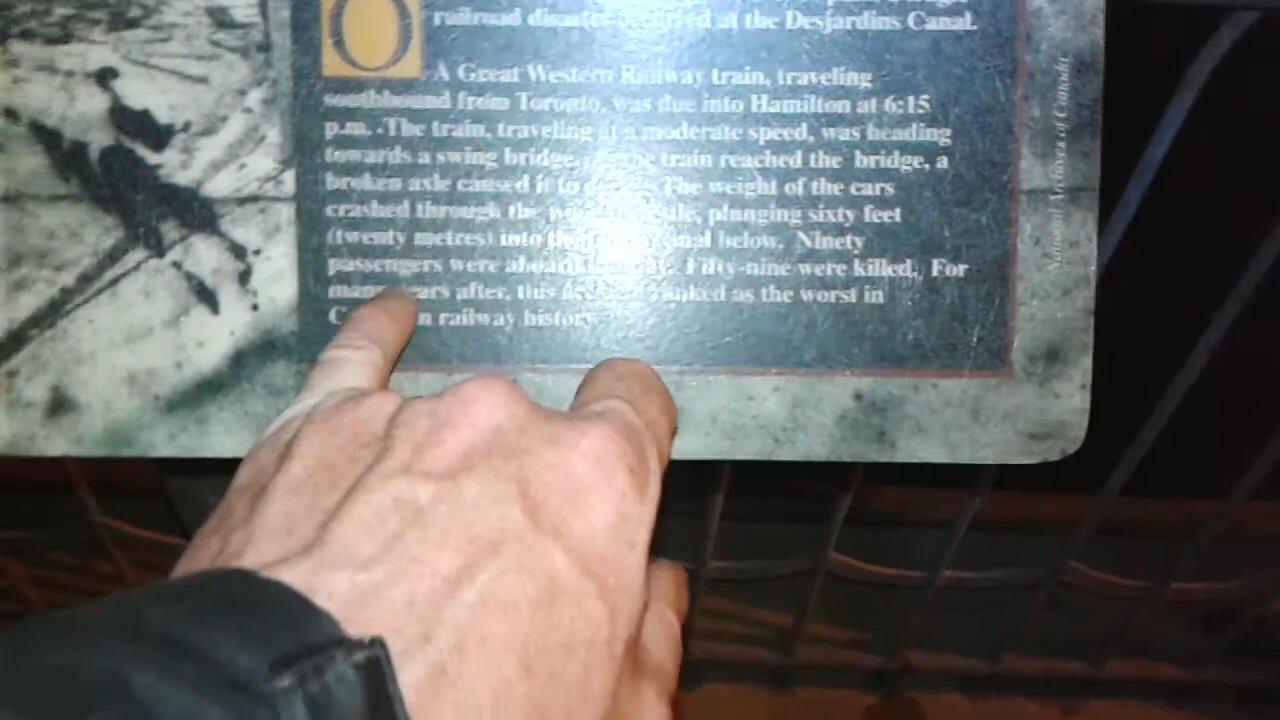 O
railroad disaster occurred at the Desjardins Canal.
A Great Western Railway train, traveling
southbound from Toronto, was due into Hamilton at 6:15
p.m. The train, traveling at a moderate speed, was heading
towards a swing bridge. the train reached the bridge, a
broken axle caused it to The weight of the cars
crashed through the plunging sixty feet
(twenty metres) into the canal below. Ninety
passengers were aboard Fifty-nine were killed. For
many years after, this ranked as the worst in
railway history
National Archives of Canada